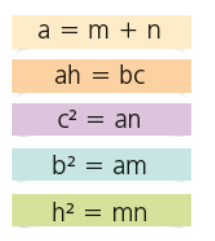 a = m + n
ah = bc
c² = an
b² = am
h² = mn